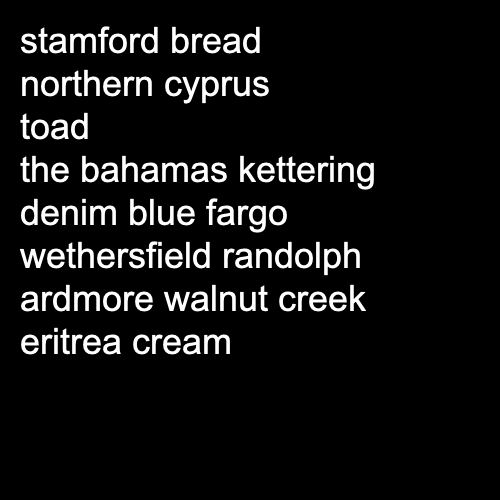 stamford bread
northern cyprus
toad
the bahamas kettering
denim blue fargo
wethersfield randolph
ardmore walnut creek
eritrea cream